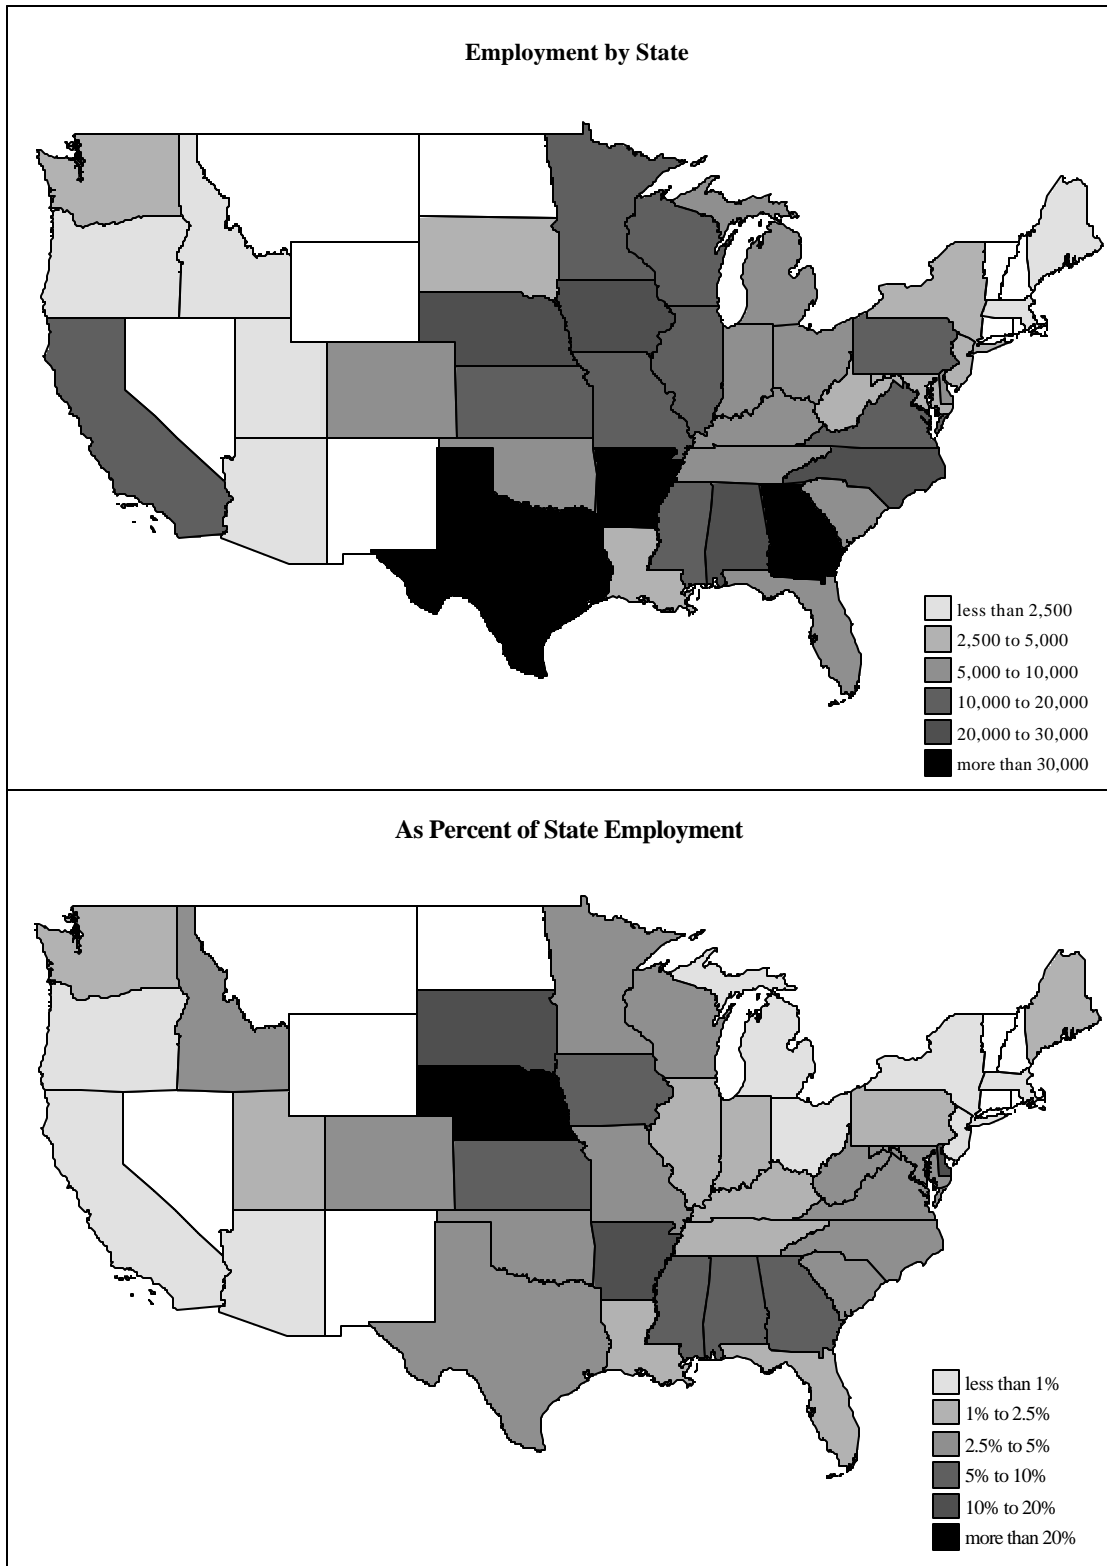 Employment by State
less than 2,500
2,500 to 5,000
5,000 to 10,000
10,000 to 20,000
20,000 to 30,000
more than 30,000
As Percent of State Employment
less than 1%
1% to 2.5%
2.5% to 5%
5% to 10%
10% to 20%
more than 20%